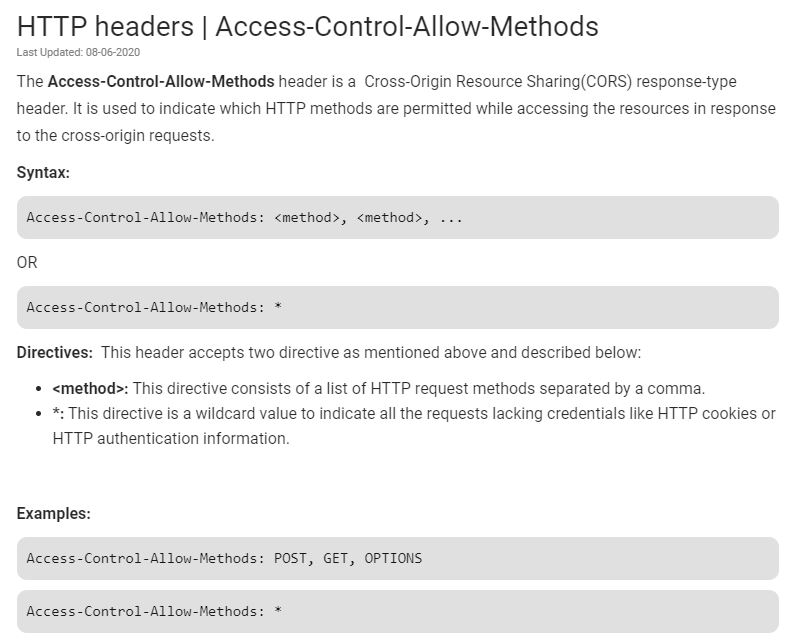 HTTP headers | Access-Control-Allow-Methods
Last Updated: 08-06-2020
The Access-Control-Allow-Methods header is a  Cross-Origin Resource Sharing(CORS) response-type
header. It is used to indicate which HTTP methods are permitted while accessing the resources in response
to the cross-origin requests.
Syntax:
Access-Control-Allow-Methods: <method>, <method>, ...
OR
Access-Control-Allow-Methods: *
Directives:  This header accepts two directive as mentioned above and described below:
• <method>: This directive consists of a list of HTTP request methods separated by a comma.
• *: This directive is a wildcard value to indicate all the requests lacking credentials like HTTP cookies or
HTTP authentication information.
Examples:
Access-Control-Allow-Methods: POST, GET, OPTIONS
Access-Control-Allow-Methods: *